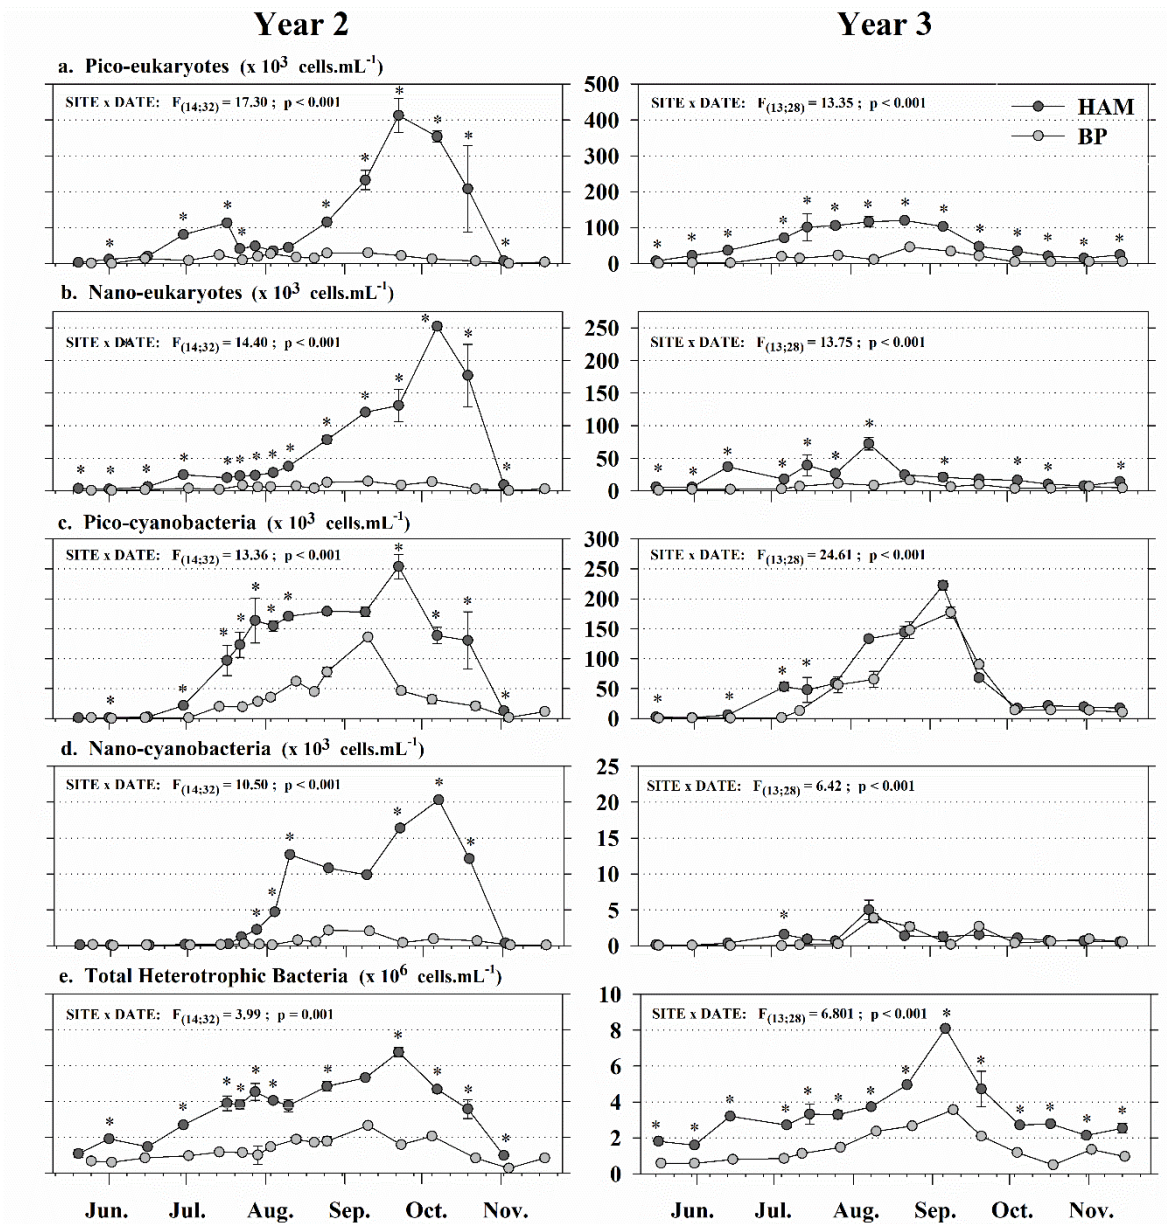 Year 2
Year 3
a. Pico-eukaryotes (x 10³ cells.mL⁻¹)
SITE x DATE: F(14;32) = 17.30 ; p < 0.001
500
400
300
200
100
0
SITE x DATE: F(13;28) = 13.35 ; p < 0.001
HAM
BP
b. Nano-eukaryotes (x 10³ cells.mL⁻¹)
SITE x DATE: F(14;32) = 14.40 ; p < 0.001
250
200
150
100
50
0
SITE x DATE: F(13;28) = 13.75 ; p < 0.001
c. Pico-cyanobacteria (x 10³ cells.mL⁻¹)
SITE x DATE: F(14;32) = 13.36 ; p < 0.001
300
250
200
150
100
50
0
SITE x DATE: F(13;28) = 24.61 ; p < 0.001
d. Nano-cyanobacteria (x 10³ cells.mL⁻¹)
SITE x DATE: F(14;32) = 10.50 ; p < 0.001
25
20
15
10
5
0
SITE x DATE: F(13;28) = 6.42 ; p < 0.001
e. Total Heterotrophic Bacteria (x 10⁶ cells.mL⁻¹)
SITE x DATE: F(14;32) = 3.99 ; p = 0.001
10
8
6
4
2
0
SITE x DATE: F(13;28) = 6.801 ; p < 0.001
Jun. Jul. Aug. Sep. Oct. Nov.
Jun. Jul. Aug. Sep. Oct. Nov.